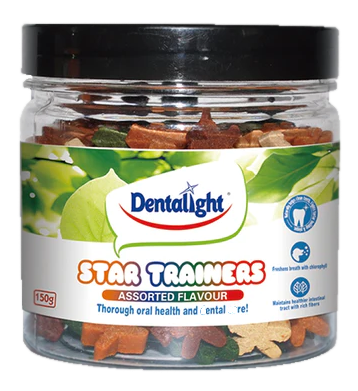 Dentalight®
STAR TRAINERS
ASSORTED FLAVOUR
150g
Thorough oral health and dental
Freshens breath with chlorophyll
Maintains healthier intestinal
tract with rich fibers